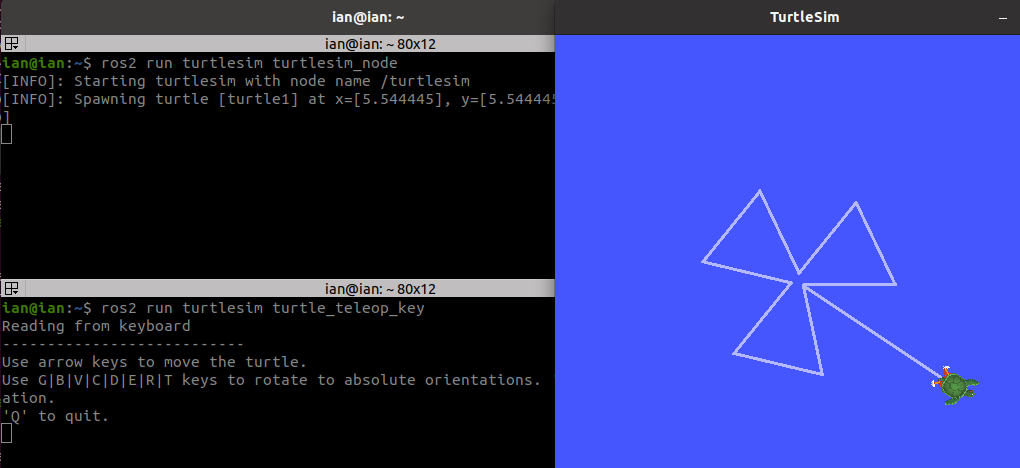 ian@ian: ~
TurtleSim
ian@ian: ~ 80x12
ian@ian:~$ ros2 run turtlesim turtlesim_node
[INFO]: Starting turtlesim with node name /turtlesim
[INFO]: Spawning turtle [turtle1] at x=[5.544445], y=[5.544445
]
ian@ian: ~ 80x12
ian@ian:~$ ros2 run turtlesim turtle_teleop_key
Reading from keyboard
---------------------------
Use arrow keys to move the turtle.
Use G|B|V|C|D|E|R|T keys to rotate to absolute orientations. '
ation.
'Q' to quit.